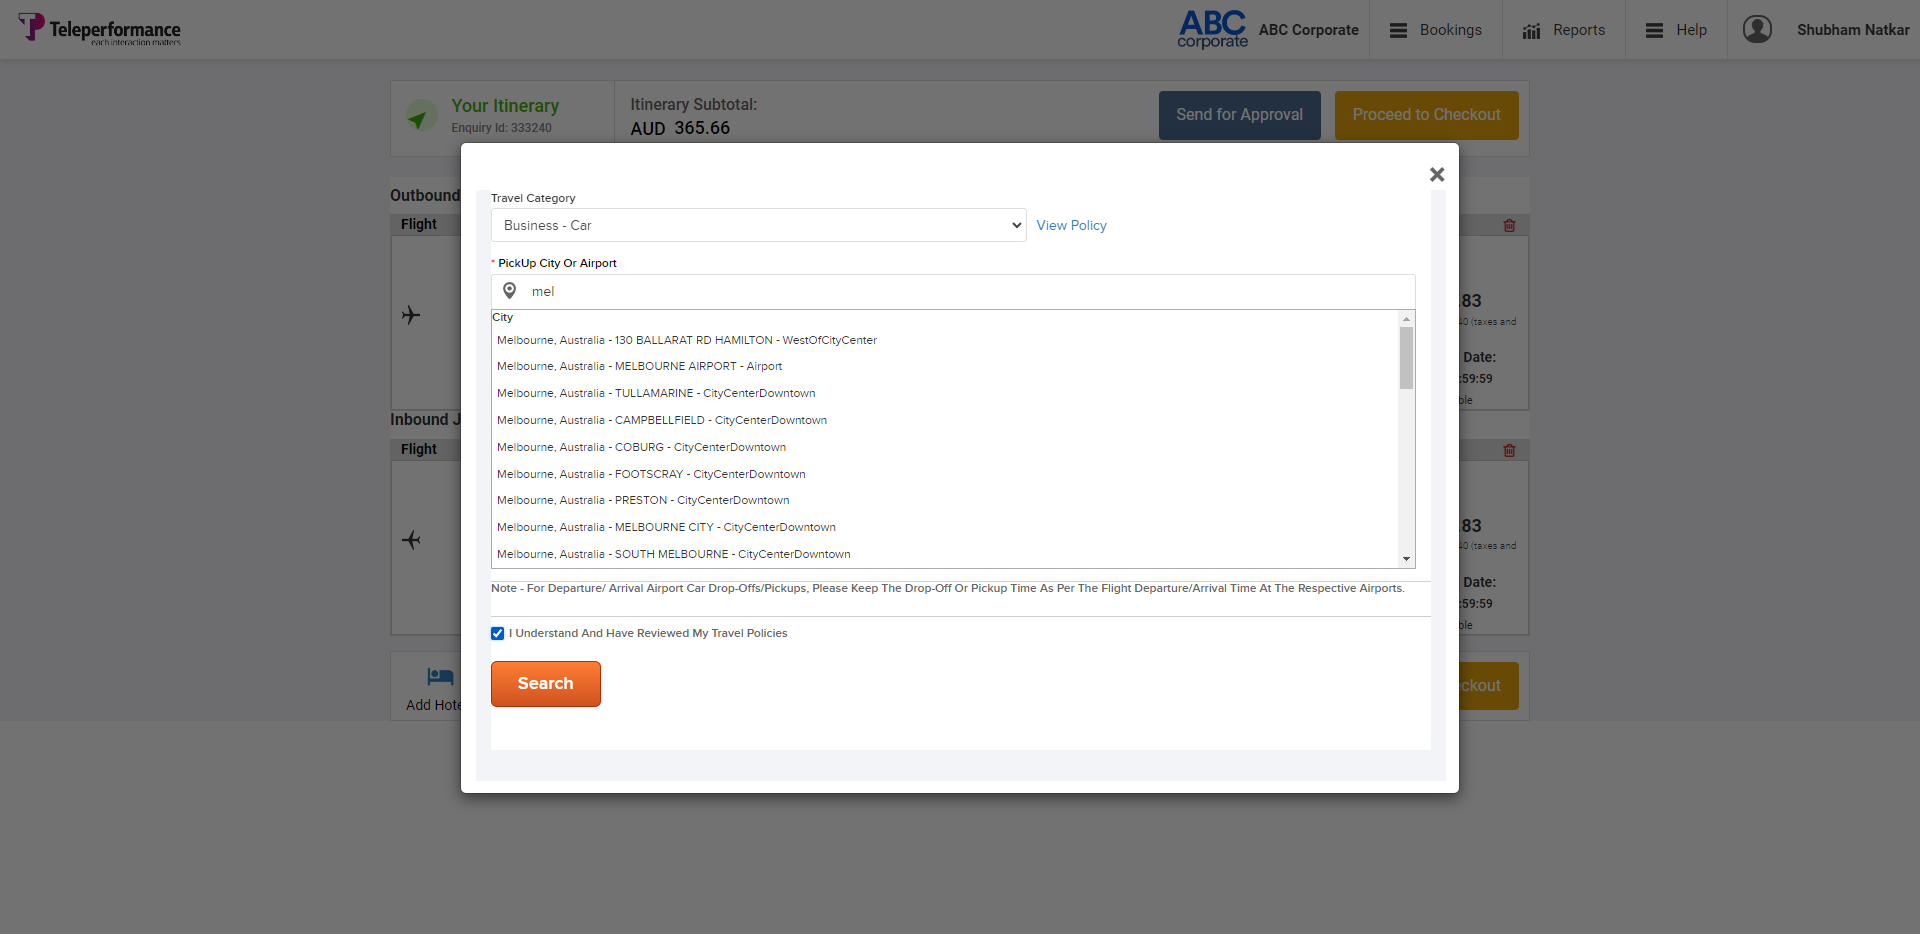 Teleperformance
each interaction matters
ABC
corporate
ABC Corporate
Bookings
Reports
Help
Shubham Natkar
Your Itinerary
Enquiry Id: 333240
Itinerary Subtotal:
AUD 365.66
Send for Approval
Proceed to Checkout
Outbound
Flight
Travel Category
Business - Car
View Policy
* PickUp City Or Airport
mel
City
Melbourne, Australia - 130 BALLARAT RD HAMILTON - WestOfCityCenter
Melbourne, Australia - MELBOURNE AIRPORT - Airport
Melbourne, Australia - TULLAMARINE - CityCenterDowntown
Melbourne, Australia - CAMPBELLFIELD - CityCenterDowntown
Melbourne, Australia - COBURG - CityCenterDowntown
Melbourne, Australia - FOOTSCRAY - CityCenterDowntown
Melbourne, Australia - PRESTON - CityCenterDowntown
Melbourne, Australia - MELBOURNE CITY - CityCenterDowntown
Melbourne, Australia - SOUTH MELBOURNE - CityCenterDowntown
Note - For Departure/ Arrival Airport Car Drop-Offs/Pickups, Please Keep The Drop-Off Or Pickup Time As Per The Flight Departure/Arrival Time At The Respective Airports.
I Understand And Have Reviewed My Travel Policies
Search
.83
40 (taxes and
Date:
:59:59
ble
Inbound J
Flight
.83
40 (taxes and
Date:
:59:59
ble
Add Hote
ckout